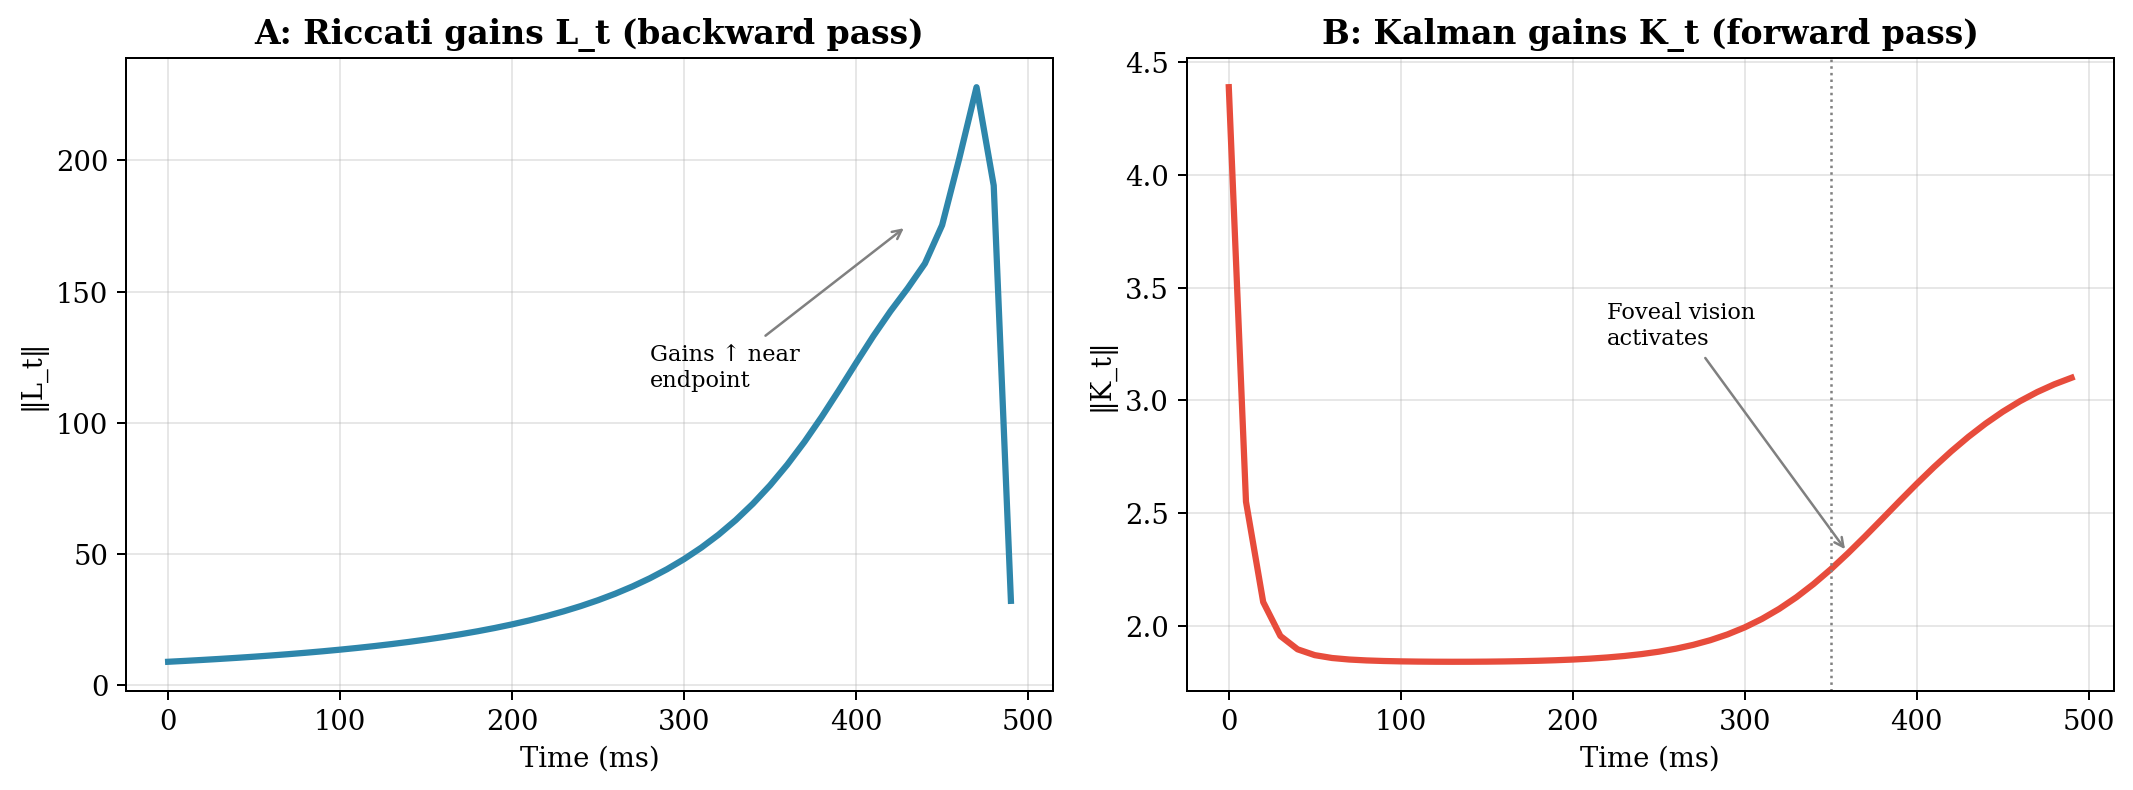 A: Riccati gains L_t (backward pass)
‖L_t‖
200
150
100
50
0
Gains ↑ near
endpoint
0 100 200 300 400 500
Time (ms)
B: Kalman gains K_t (forward pass)
‖K_t‖
4.5
4.0
3.5
3.0
2.5
2.0
Foveal vision
activates
0 100 200 300 400 500
Time (ms)